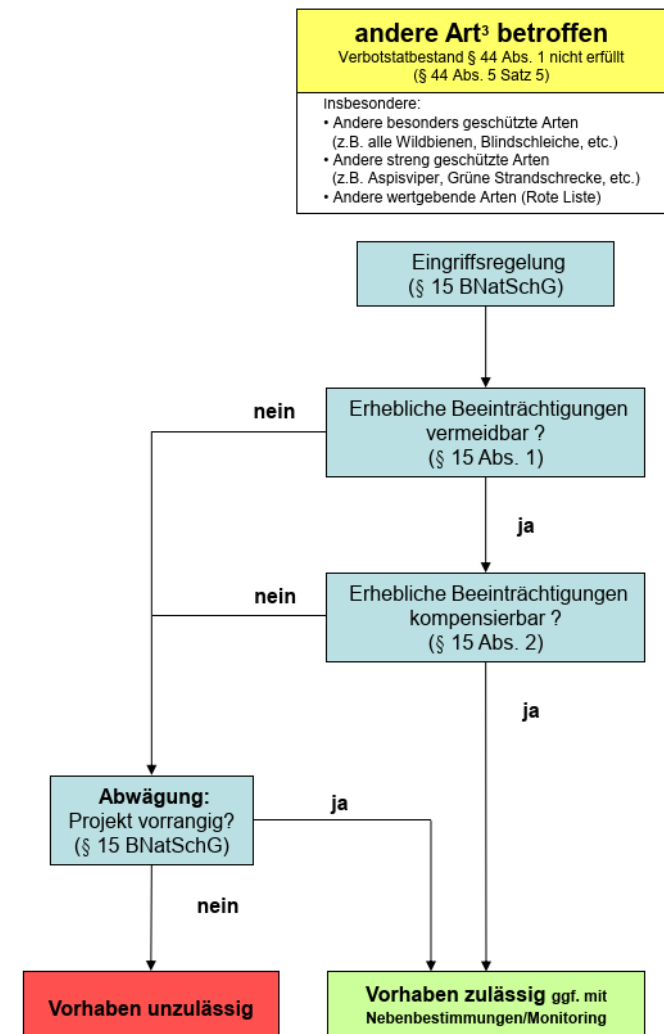 andere Art³ betroffen
Verbotstatbestand § 44 Abs. 1 nicht erfüllt
(§ 44 Abs. 5 Satz 5)
Insbesondere:
• Andere besonders geschützte Arten
(z.B. alle Wildbienen, Blindschleiche, etc.)
• Andere streng geschützte Arten
(z.B. Aspisviper, Grüne Strandschrecke, etc.)
• Andere wertgebende Arten (Rote Liste)
Eingriffsregelung
(§ 15 BNatSchG)
nein
Erhebliche Beeinträchtigungen
vermeidbar ?
(§ 15 Abs. 1)
ja
nein
Erhebliche Beeinträchtigungen
kompensierbar ?
(§ 15 Abs. 2)
ja
Abwägung:
Projekt vorrangig?
(§ 15 BNatSchG)
ja
nein
Vorhaben unzulässig
Vorhaben zulässig ggf. mit
Nebenbestimmungen/Monitoring